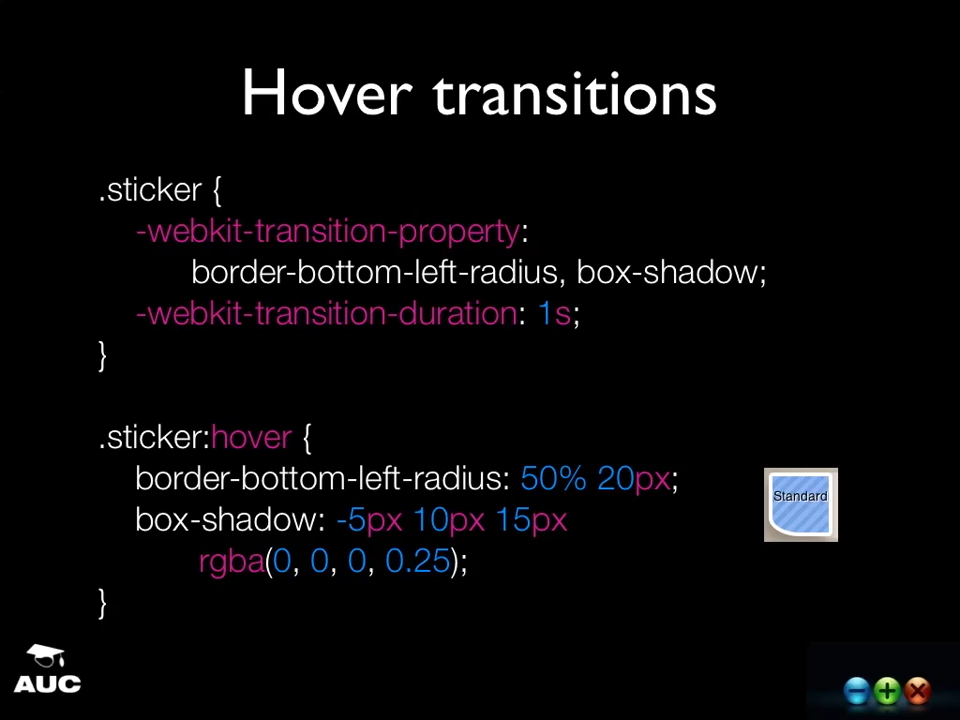 Hover transitions
.sticker {
-webkit-transition-property:
border-bottom-left-radius, box-shadow;
-webkit-transition-duration: 1s;
}
.sticker:hover {
border-bottom-left-radius: 50% 20px;
box-shadow: -5px 10px 15px
rgba(0, 0, 0, 0.25);
}
Standard
AUC